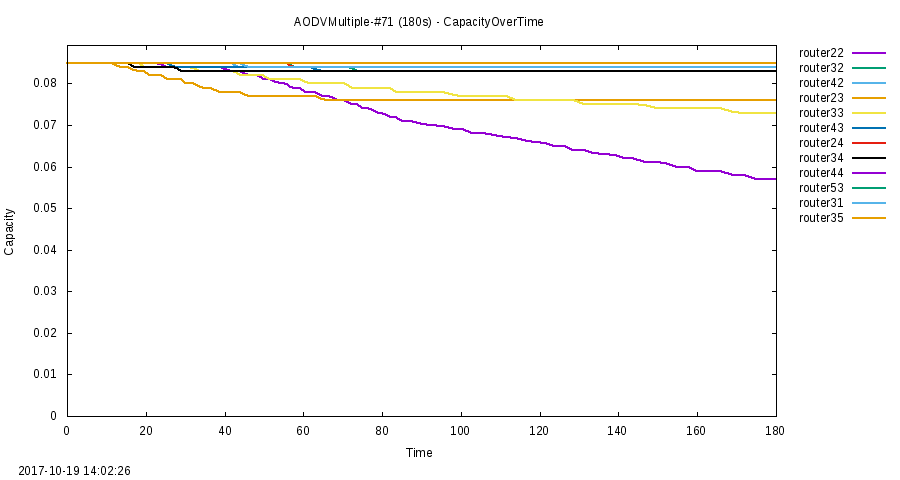 AODVMultiple-#71 (180s) - CapacityOverTime
router22
router32
router42
router23
router33
router43
router24
router34
router44
router53
router31
router35
Capacity
0.08
0.07
0.06
0.05
0.04
0.03
0.02
0.01
0
0 20 40 60 80 100 120 140 160 180
Time
2017-10-19 14:02:26